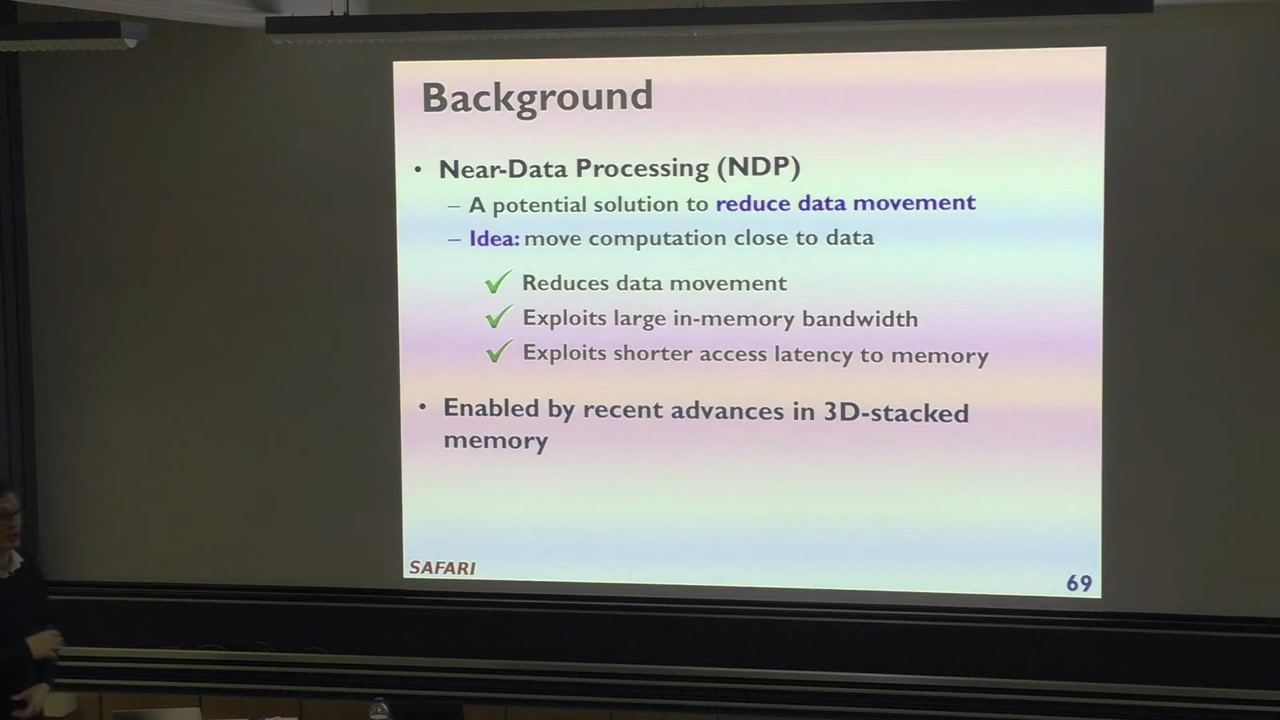 Background
• Near-Data Processing (NDP)
– A potential solution to reduce data movement
– Idea: move computation close to data
✓ Reduces data movement
✓ Exploits large in-memory bandwidth
✓ Exploits shorter access latency to memory
• Enabled by recent advances in 3D-stacked
memory
SAFARI
69